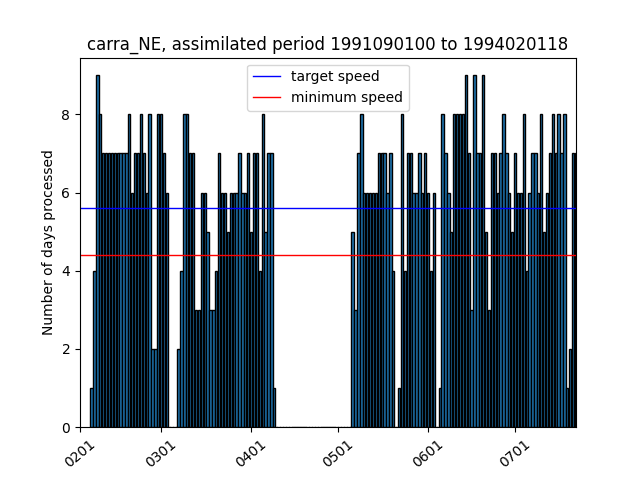 carra_NE, assimilated period 1991090100 to 1994020118
target speed
minimum speed
Number of days processed
8
6
4
2
0
0201 0301 0401 0501 0601 0701